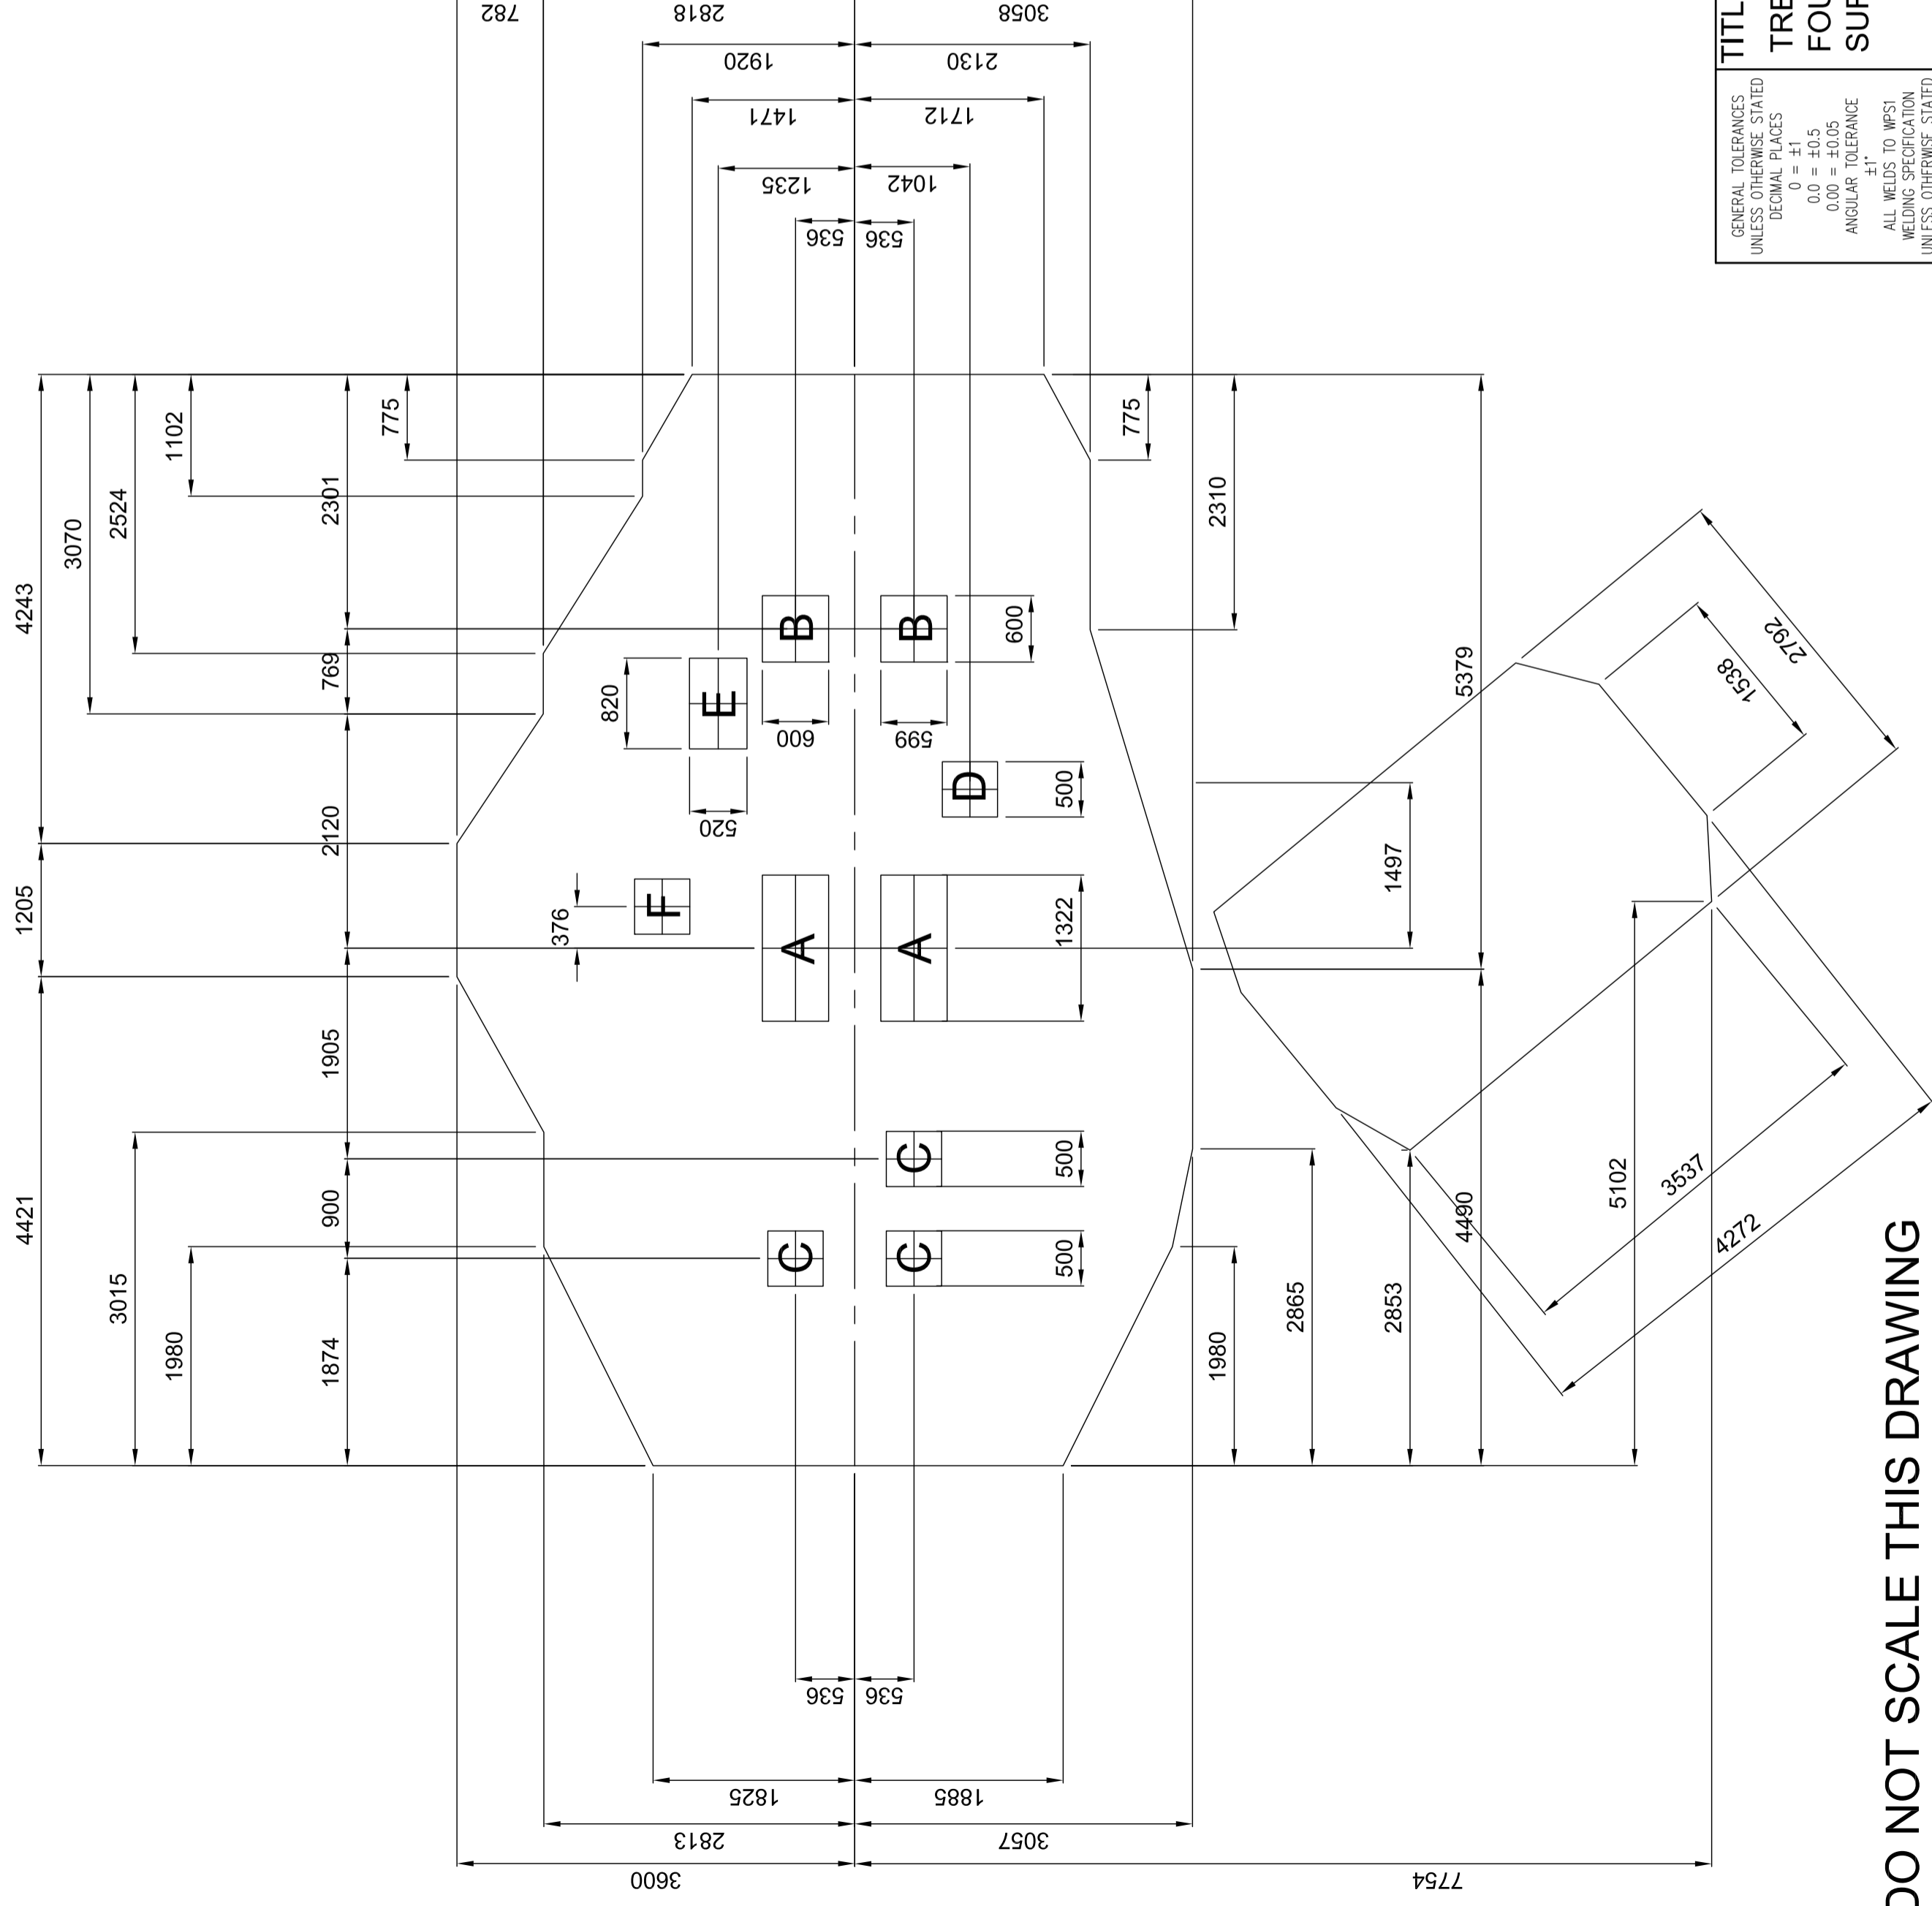 782
2818
3058
1920
2130
1471
1712
1235
1042
536
536
4243
3070
2524
1102
775
2301
769
2120
1205
376
1905
4421
3015
900
1980
1874
820
E
520
B
B
600
600
599
D
500
F
A
A
1322
C
500
C
C
500
775
2310
5379
1497
4490
2865
2853
1980
5102
3537
4272
2792
1538
536
536
1825
1885
2813
3057
3600
7754
GENERAL TOLERANCES
UNLESS OTHERWISE STATED
DECIMAL PLACES
0 = ±1
0.0 = ±0.5
0.00 = ±0.05
ANGULAR TOLERANCE
±1°
ALL WELDS TO WPS1
WELDING SPECIFICATION
UNLESS OTHERWISE STATED
TITL
TRE
FOU
SUF
DO NOT SCALE THIS DRAWING